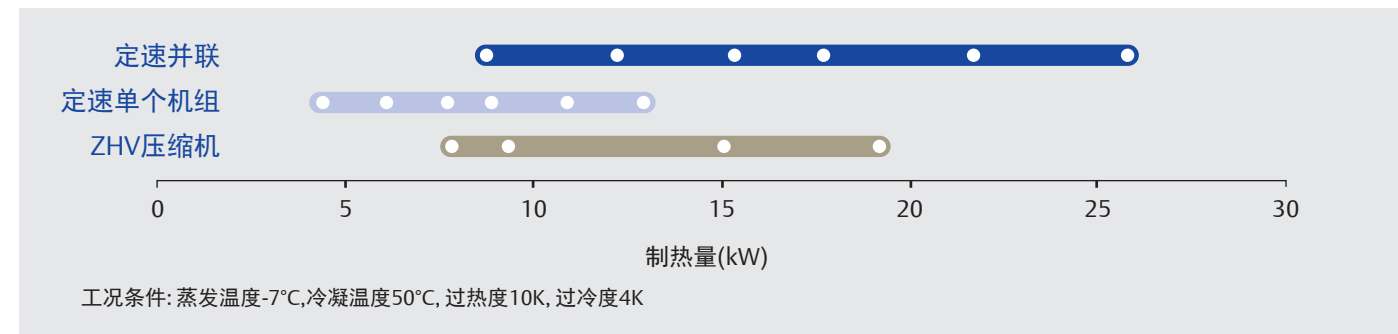 定速并联
定速单个机组
ZHV压缩机
0 5 10 15 20 25 30
制热量(kW)
工况条件: 蒸发温度-7°C,冷凝温度50°C, 过热度10K, 过冷度4K